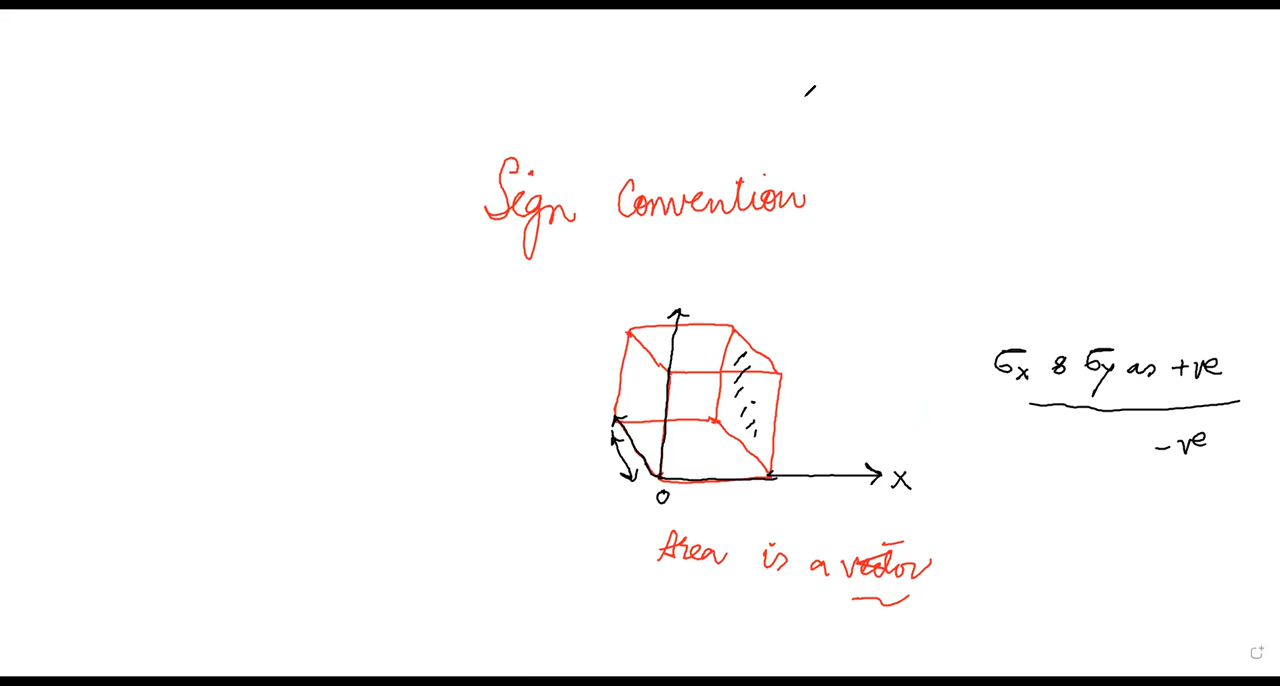 Sign Convention
σx & σy as +ve
-ve
X
O
Area is a vector